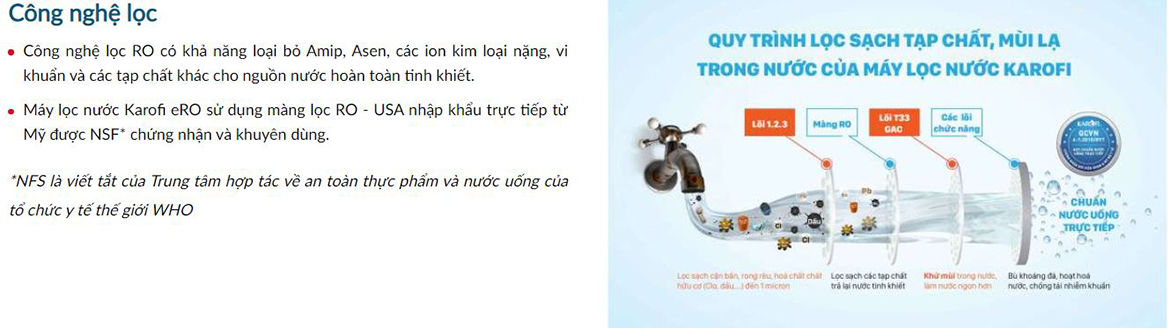 Công nghệ lọc
Công nghệ lọc RO có khả năng loại bỏ Amip, Asen, các ion kim loại nặng, vi
khuẩn và các tạp chất khác cho nguồn nước hoàn toàn tinh khiết.
Máy lọc nước Karofi eRO sử dụng màng lọc RO - USA nhập khẩu trực tiếp từ
Mỹ được NSF* chứng nhận và khuyên dùng.
*NFS là viết tắt của Trung tâm hợp tác về an toàn thực phẩm và nước uống của
tổ chức y tế thế giới WHO
QUY TRÌNH LỌC SẠCH TẠP CHẤT, MÙI LẠ
TRONG NƯỚC CỦA MÁY LỌC NƯỚC KAROFI
Lõi 1.2.3
Màng RO
Lõi T33
GAC
Các lõi
chức năng
KAROFI
QCVN
Pb
Cl
Dầu
Cl
CHUẨN
NƯỚC UỐNG
TRỰC TIẾP
Lọc sạch cặn bẩn, rong rêu, hoá chất chất
hữu cơ (Clo, dầu,...) đến 1 micron
Lọc sạch các tạp chất
trả lại nước tinh khiết
Khử mùi trong nước,
làm nước ngon hơn
Bù khoáng đá, hoạt hoá
nước, chống tái nhiễm khuẩn